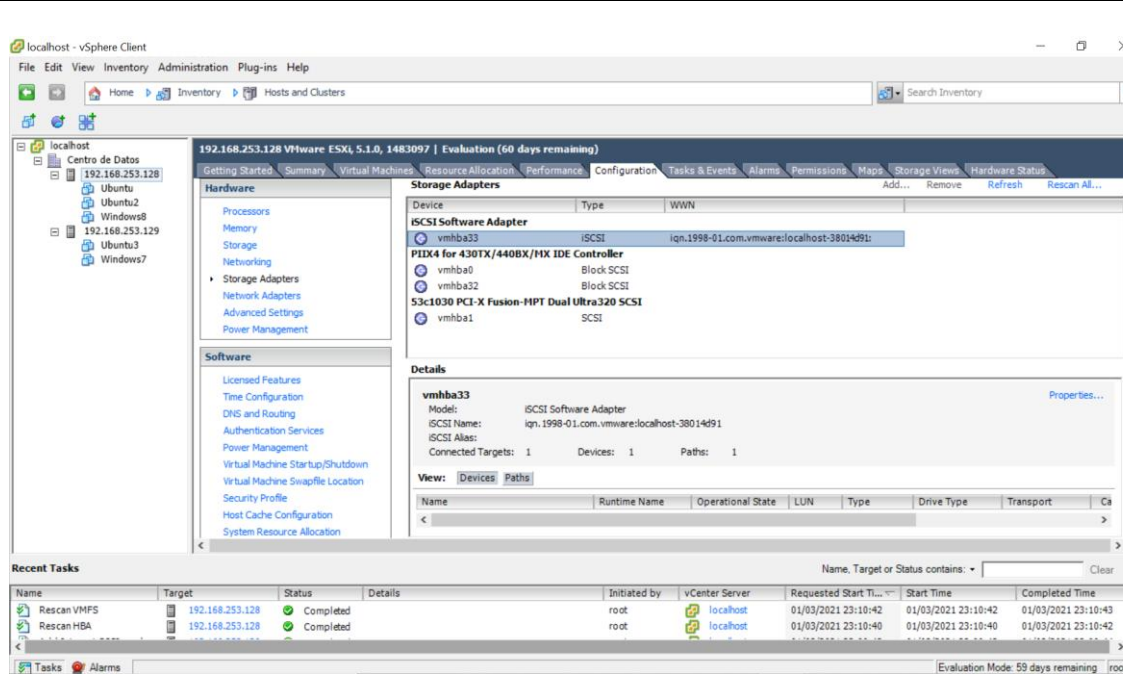 localhost - vSphere Client
File Edit View Inventory Administration Plug-ins Help
Home Inventory Hosts and Clusters
Search Inventory
localhost
Centro de Datos
192.168.253.128
Ubuntu
Ubuntu2
Windows8
192.168.253.129
Ubuntu3
Windows7
192.168.253.128 VMware ESXi, 5.1.0, 1483097 | Evaluation (60 days remaining)
Getting Started Summary Virtual Machines Resource Allocation Performance Configuration Tasks & Events Alarms Permissions Maps Storage Views Hardware Status
Hardware
Processors
Memory
Storage
Networking
Storage Adapters
Network Adapters
Advanced Settings
Power Management
Software
Licensed Features
Time Configuration
DNS and Routing
Authentication Services
Power Management
Virtual Machine Startup/Shutdown
Virtual Machine Swapfile Location
Security Profile
Host Cache Configuration
System Resource Allocation
Storage Adapters Add... Remove Refresh Rescan All...
Device Type WWN
iSCSI Software Adapter
vmhba33 iSCSI iqn.1998-01.com.vmware:localhost-38014d91:
PIIX4 for 430TX/440BX/MX IDE Controller
vmhba0 Block SCSI
vmhba32 Block SCSI
53c1030 PCI-X Fusion-MPT Dual Ultra320 SCSI
vmhba1 SCSI
Details
vmhba33 Properties...
Model: iSCSI Software Adapter
iSCSI Name: iqn.1998-01.com.vmware:localhost-38014d91
iSCSI Alias:
Connected Targets: 1 Devices: 1 Paths: 1
View: Devices Paths
Name Runtime Name Operational State LUN Type Drive Type Transport Ca
Recent Tasks
Name, Target or Status contains: Clear
Name Target Status Details Initiated by vCenter Server Requested Start Ti... Start Time Completed Time
Rescan VMFS 192.168.253.128 Completed root localhost 01/03/2021 23:10:42 01/03/2021 23:10:42 01/03/2021 23:10:43
Rescan HBA 192.168.253.128 Completed root localhost 01/03/2021 23:10:40 01/03/2021 23:10:40 01/03/2021 23:10:42
Tasks Alarms Evaluation Mode: 59 days remaining roo